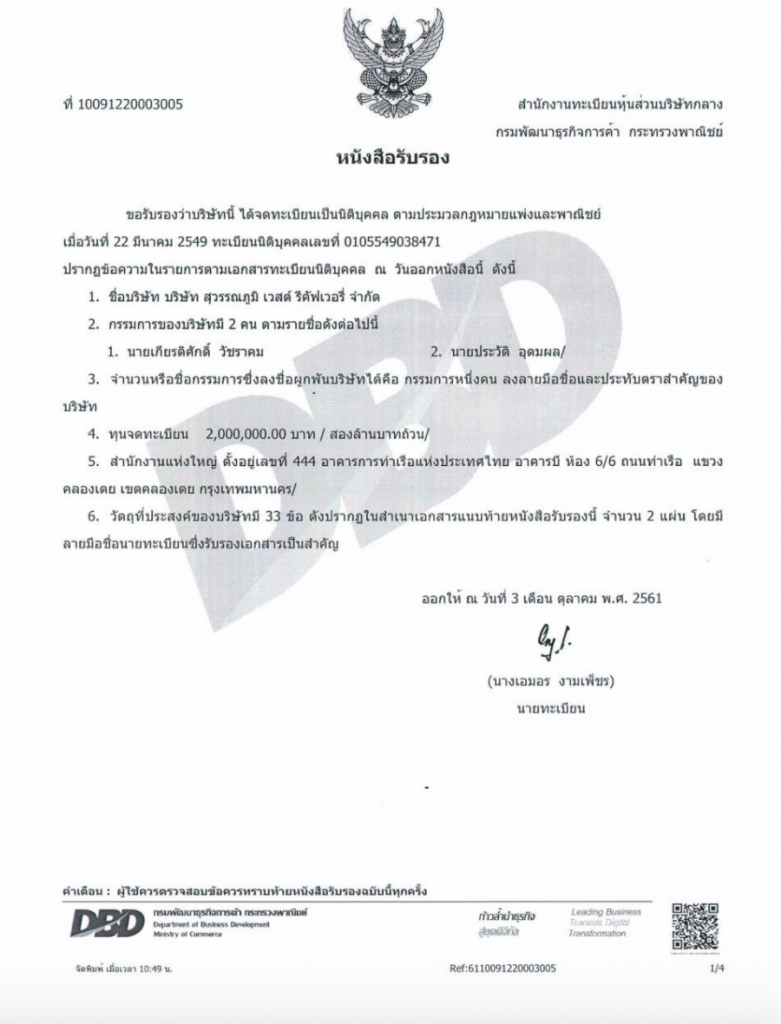 ที่ 10091220003005
สำนักงานทะเบียนหุ้นส่วนบริษัทกลาง
กรมพัฒนาธุรกิจการค้า กระทรวงพาณิชย์
หนังสือรับรอง
ขอรับรองว่าบริษัทนี้ ได้จดทะเบียนเป็นนิติบุคคล ตามประมวลกฎหมายแพ่งและพาณิชย์
เมื่อวันที่ 22 มีนาคม 2549 ทะเบียนนิติบุคคลเลขที่ 0105549038471
ปรากฏข้อความในรายการตามเอกสารทะเบียนนิติบุคคล ณ วันออกหนังสือนี้ ดังนี้
1. ชื่อบริษัท บริษัท สุวรรณภูมิ เวสต์ รีคัฟเวอรี่ จำกัด
2. กรรมการของบริษัทมี 2 คน ตามรายชื่อดังต่อไปนี้
1. นายเกียรติศักดิ์ วัชราคม 2. นายประวัติ อุดมผล/
3. จำนวนหรือชื่อกรรมการซึ่งลงชื่อผูกพันบริษัทได้คือ กรรมการหนึ่งคน ลงลายมือชื่อและประทับตราสำคัญของ
บริษัท
4. ทุนจดทะเบียน 2,000,000.00 บาท / สองล้านบาทถ้วน/
5. สำนักงานแห่งใหญ่ ตั้งอยู่เลขที่ 444 อาคารการท่าเรือแห่งประเทศไทย อาคารบี ห้อง 6/6 ถนนท่าเรือ แขวง
คลองเตย เขตคลองเตย กรุงเทพมหานคร/
6. วัตถุที่ประสงค์ของบริษัทมี 33 ข้อ ดังปรากฏในสำเนาเอกสารแนบท้ายหนังสือรับรองนี้ จำนวน 2 แผ่น โดยมี
ลายมือชื่อนายทะเบียนซึ่งรับรองเอกสารเป็นสำคัญ
DBD
ออกให้ ณ วันที่ 3 เดือน ตุลาคม พ.ศ. 2561
(นางเอมอร งามเพ็ชร)
นายทะเบียน
คำเตือน : ผู้ใช้ควรตรวจสอบข้อควรทราบท้ายหนังสือรับรองฉบับนี้ทุกครั้ง
DBD กรมพัฒนาธุรกิจการค้า กระทรวงพาณิชย์
Department of Business Development
Ministry of Commerce
ก้าวล้ำนำธุรกิจ
สู่ยุคดิจิทัล
Leading Business
Towards Digital
Transformation
จัดพิมพ์ เมื่อเวลา 10:49 น.
Ref:6110091220003005
1/4